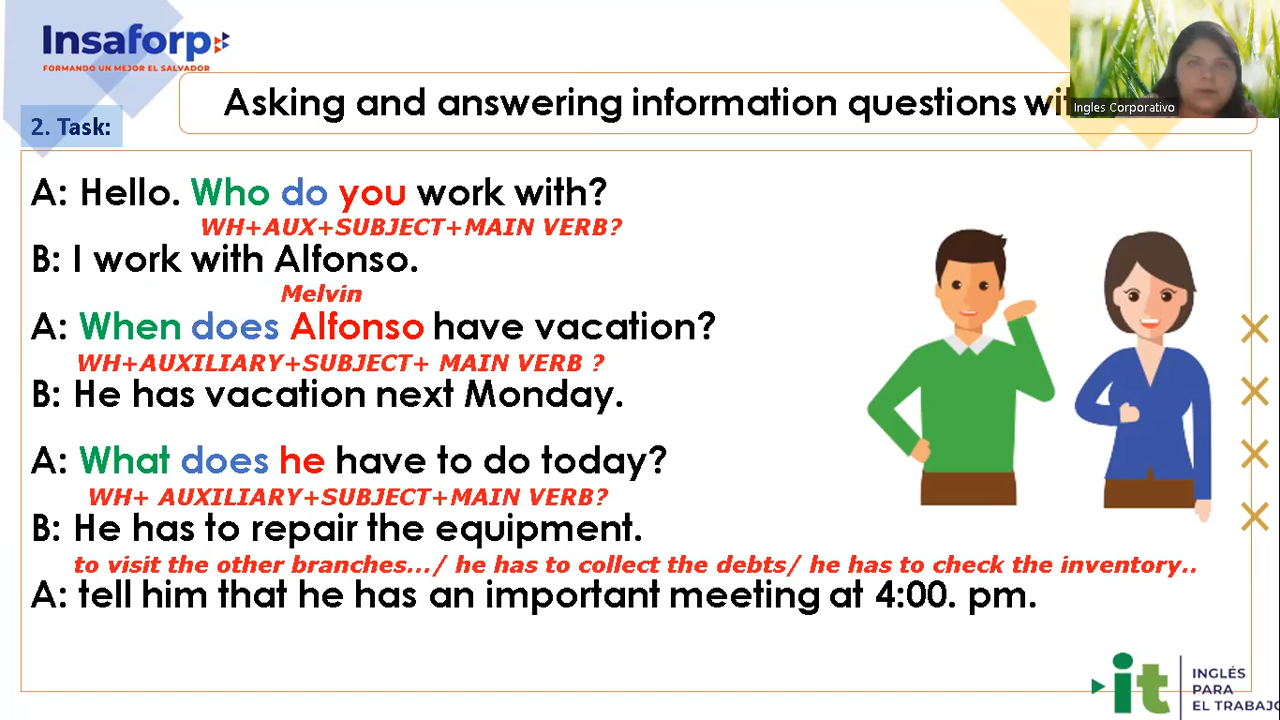 Insaforp
FORMANDO UN MEJOR EL SALVADOR
Asking and answering information questions
Ingles Corporativo
2. Task:
A: Hello. Who do you work with?
WH+AUX+SUBJECT+MAIN VERB?
B: I work with Alfonso.
Melvin
A: When does Alfonso have vacation?
WH+AUXILIARY+SUBJECT+ MAIN VERB ?
B: He has vacation next Monday.
A: What does he have to do today?
WH+ AUXILIARY+SUBJECT+MAIN VERB?
B: He has to repair the equipment.
to visit the other branches.../ he has to collect the debts/ he has to check the inventory..
A: tell him that he has an important meeting at 4:00. pm.
it
INGLÉS
PARA
EL TRABAJO